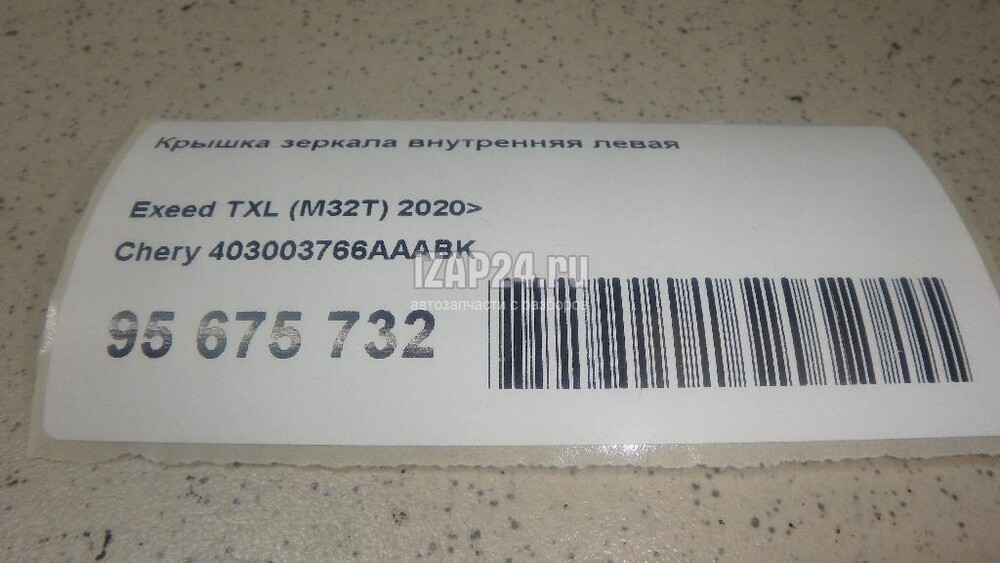 Крышка зеркала внутренняя левая
Exeed TXL (M32T) 2020>
Chery 403003766AAABK
IZAP24.ru
автозапчасти с разборов
95 675 732